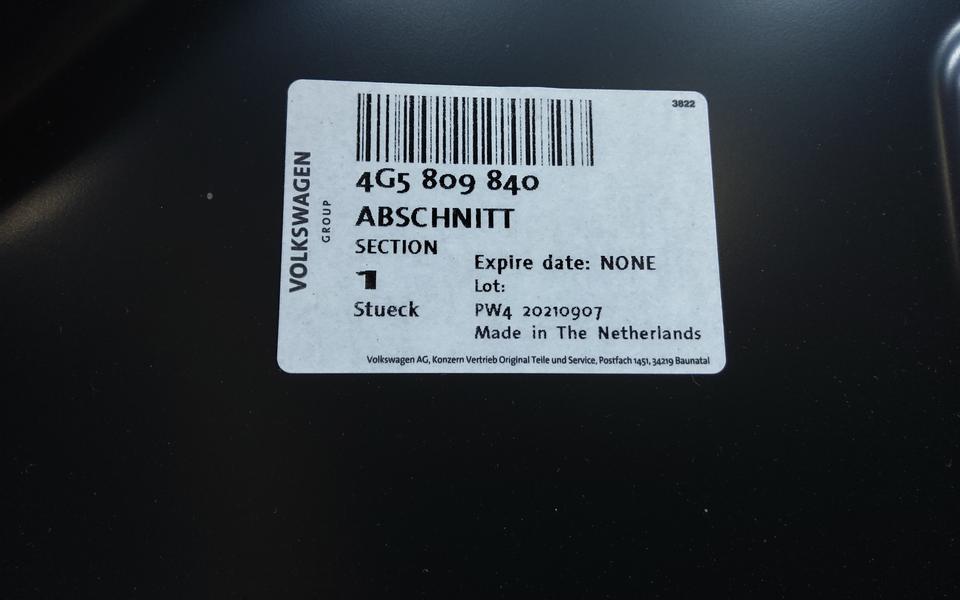 3822
VOLKSWAGEN
GROUP
4G5 809 840
ABSCHNITT
SECTION
1
Stueck
Expire date: NONE
Lot:
PW4 20210907
Made in The Netherlands
Volkswagen AG, Konzern Vertrieb Original Teile und Service, Postfach 1451, 34219 Baunatal